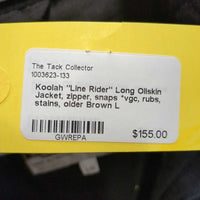 The Tack Collector
1003623-133
Koolah "Line Rider" Long Oilskin
Jacket, zipper, snaps *vgc, rubs,
stains, older Brown L
$155.00
GWREPA